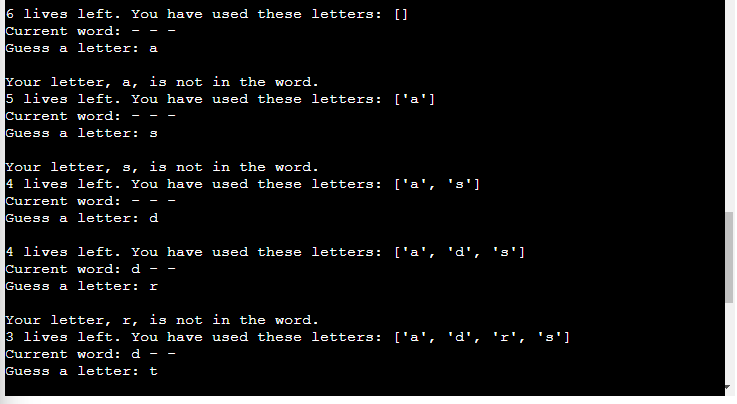 6 lives left. You have used these letters: []
Current word: - - -
Guess a letter: a
Your letter, a, is not in the word.
5 lives left. You have used these letters: ['a']
Current word: - - -
Guess a letter: s
Your letter, s, is not in the word.
4 lives left. You have used these letters: ['a', 's']
Current word: - - -
Guess a letter: d
4 lives left. You have used these letters: ['a', 'd', 's']
Current word: d - -
Guess a letter: r
Your letter, r, is not in the word.
3 lives left. You have used these letters: ['a', 'd', 'r', 's']
Current word: d - -
Guess a letter: t